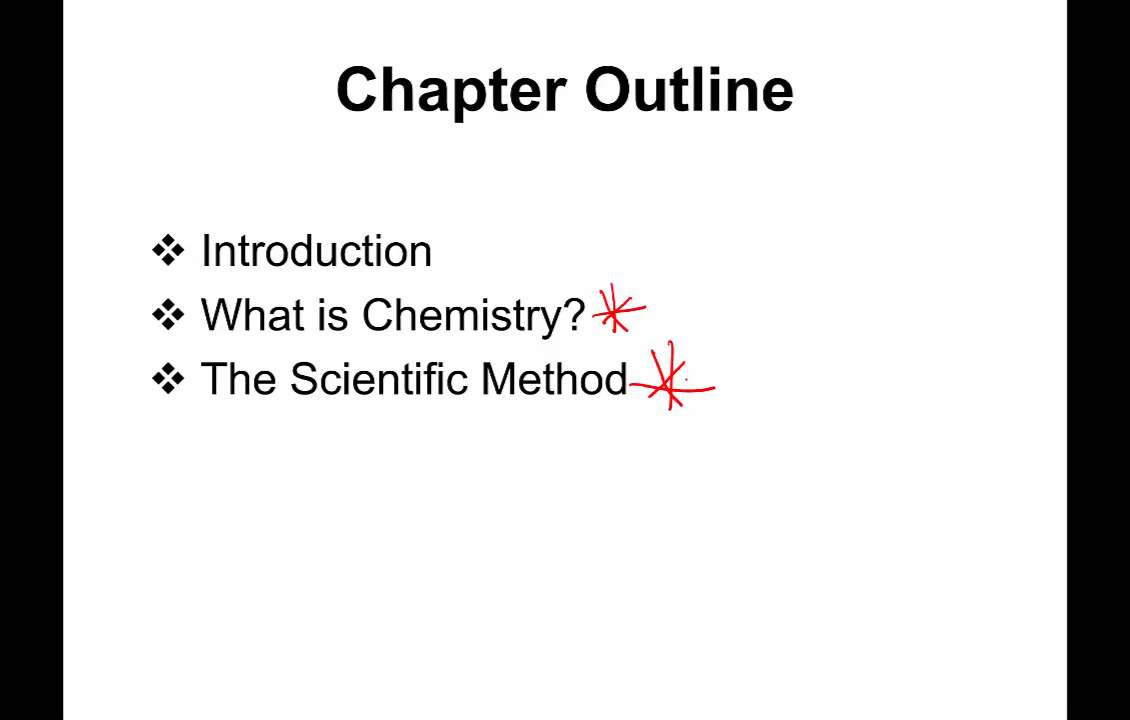 Chapter Outline
❖ Introduction
❖ What is Chemistry? *
❖ The Scientific Method *